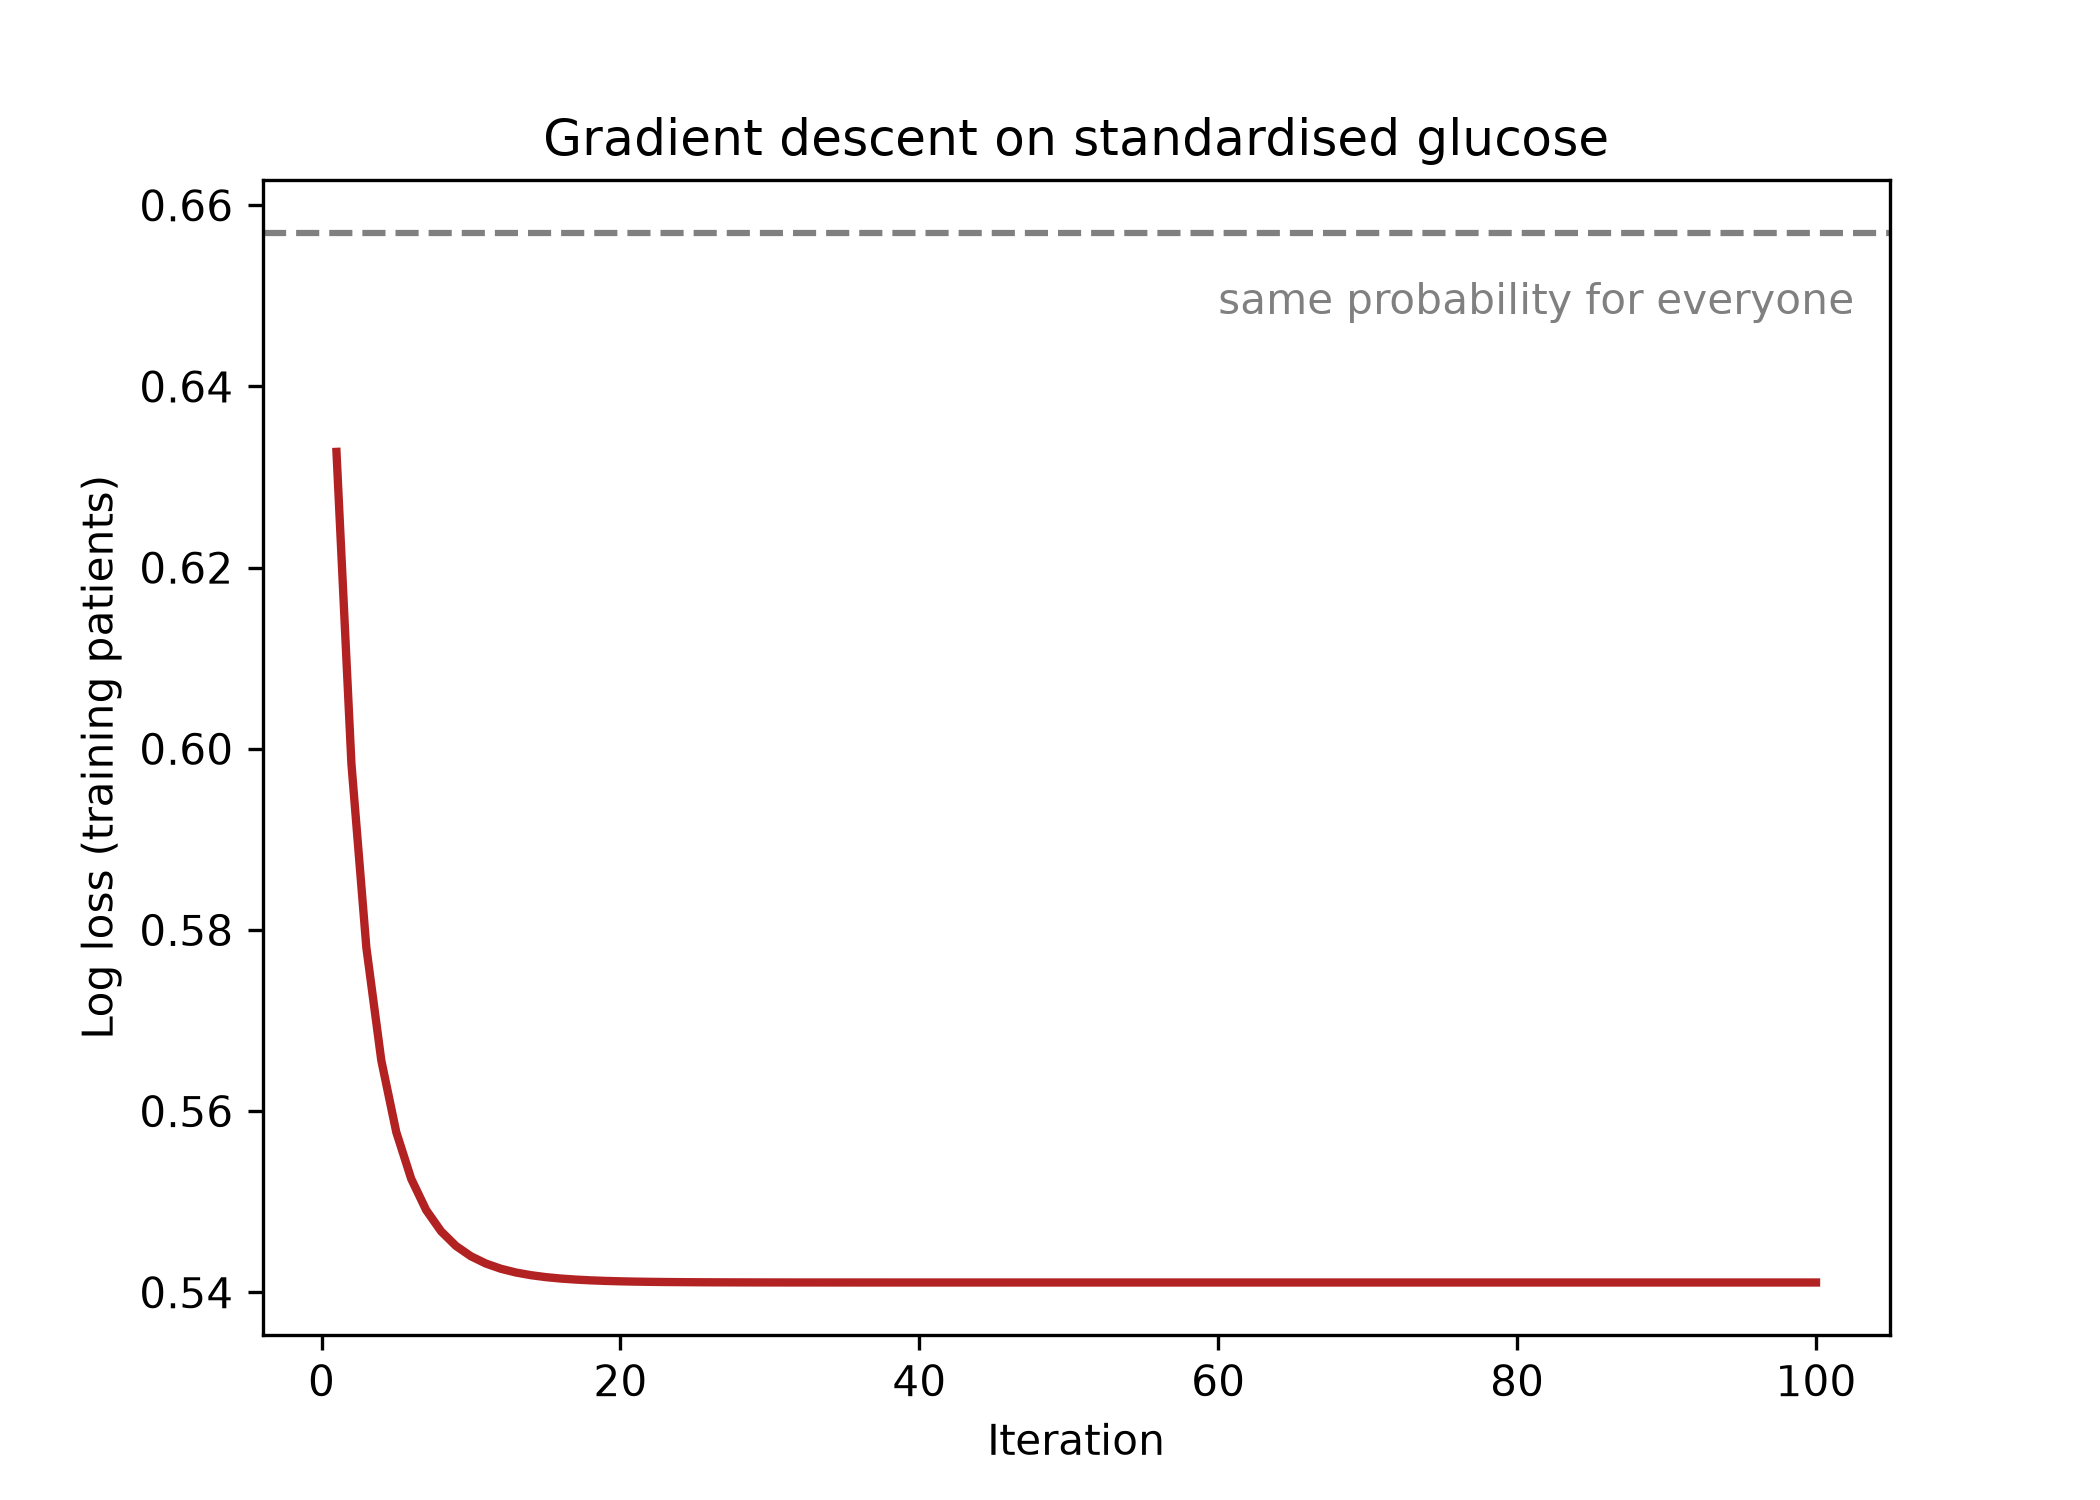 Gradient descent on standardised glucose
0.66
same probability for everyone
0.64
0.62
0.60
0.58
0.56
0.54
Log loss (training patients)
0 20 40 60 80 100
Iteration